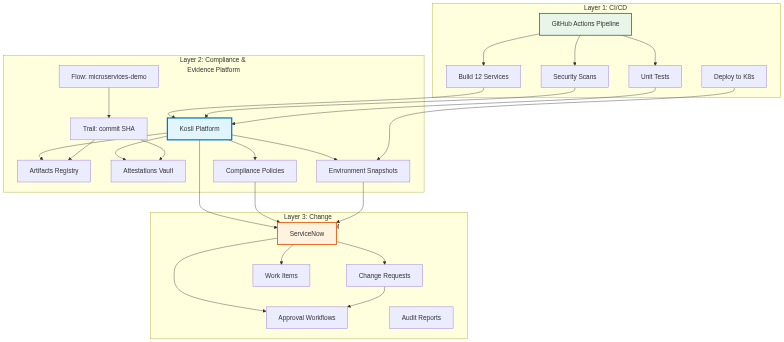 Layer 1: CI/CD
GitHub Actions Pipeline
Build 12 Services
Security Scans
Unit Tests
Deploy to K8s
Layer 2: Compliance &
Evidence Platform
Flow: microservices-demo
Trail: commit SHA
Kosli Platform
Artifacts Registry
Attestations Vault
Compliance Policies
Environment Snapshots
Layer 3: Change
ServiceNow
Work Items
Change Requests
Approval Workflows
Audit Reports